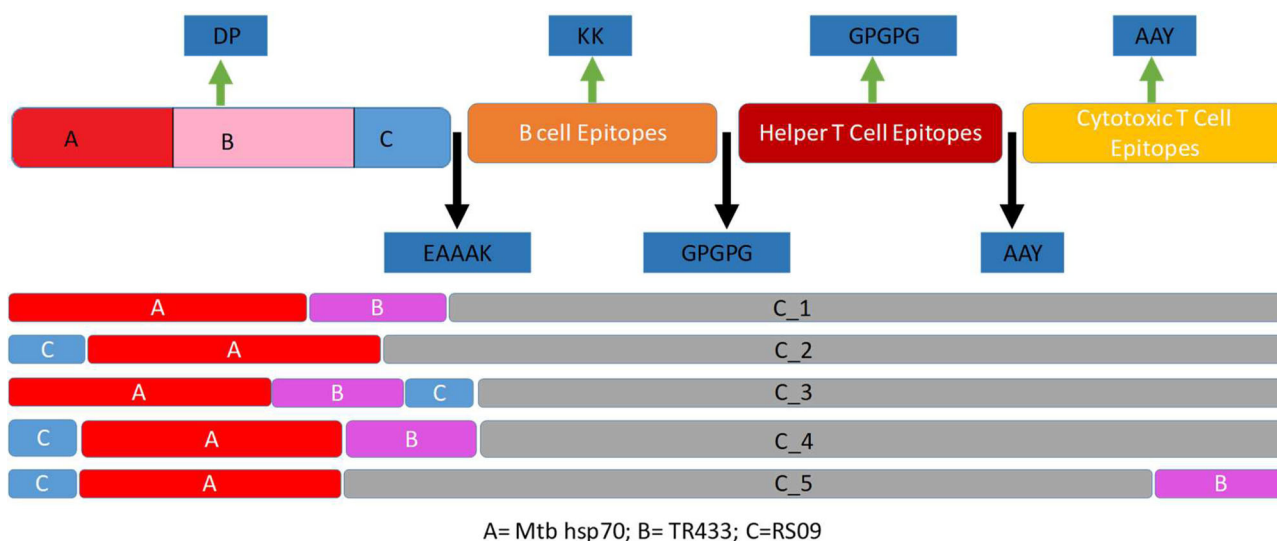 DP KK GPGPG AAY
A B C B cell Epitopes Helper T Cell Epitopes Cytotoxic T Cell
Epitopes
EAAAK GPGPG AAY
A B C_1
C A C_2
A B C C_3
C A B C_4
C A C_5 B
A= Mtb hsp70; B= TR433; C=RS09